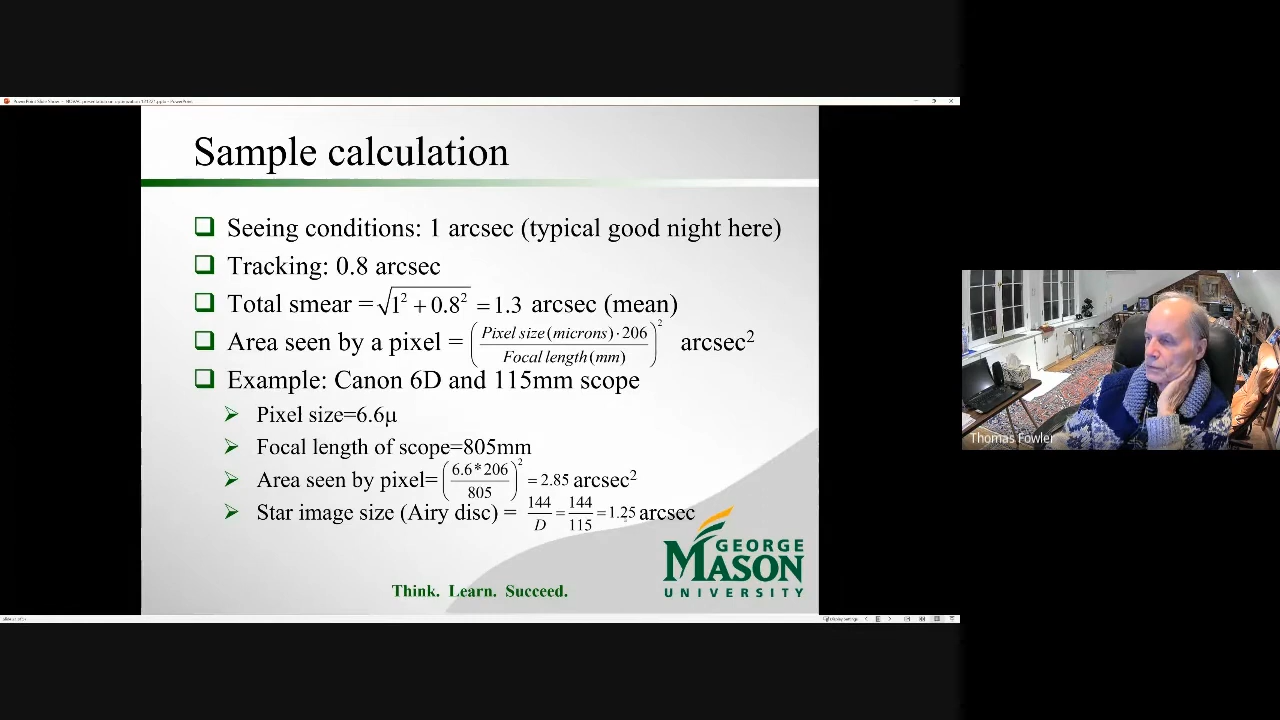 Sample calculation
Seeing conditions: 1 arcsec (typical good night here)
Tracking: 0.8 arcsec
Total smear = √1² + 0.8² = 1.3 arcsec (mean)
Area seen by a pixel = (Pixel size (microns) · 206 / Focal length (mm))² arcsec²
Example: Canon 6D and 115mm scope
Pixel size=6.6μ
Focal length of scope=805mm
Area seen by pixel= (6.6 * 206 / 805)² = 2.85 arcsec²
Star image size (Airy disc) = 144 / D = 144 / 115 = 1.25 arcsec
GEORGE
MASON
UNIVERSITY
Think. Learn. Succeed.
Thomas Fowler